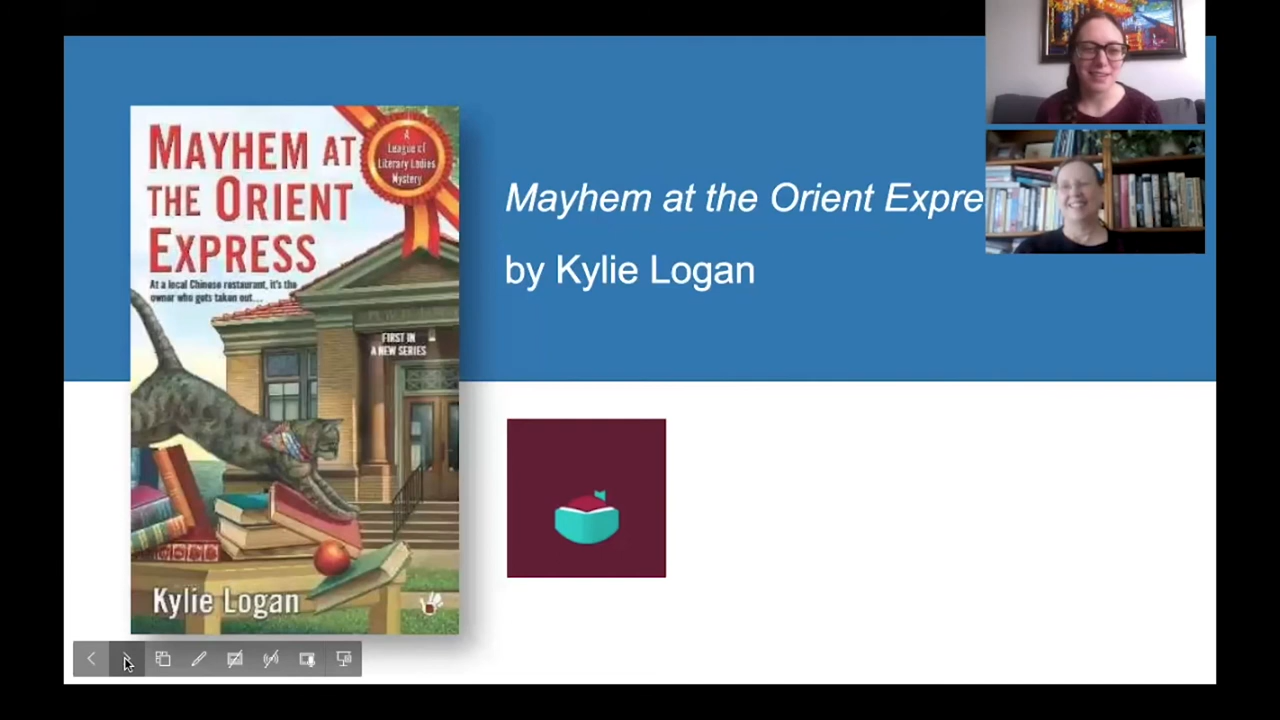 MAYHEM AT
THE ORIENT
EXPRESS
A
League of
Literary Ladies
Mystery
At a local Chinese restaurant, it's the
owner who gets taken out...
FIRST IN
A NEW SERIES
Kylie Logan
Mayhem at the Orient Expre
by Kylie Logan